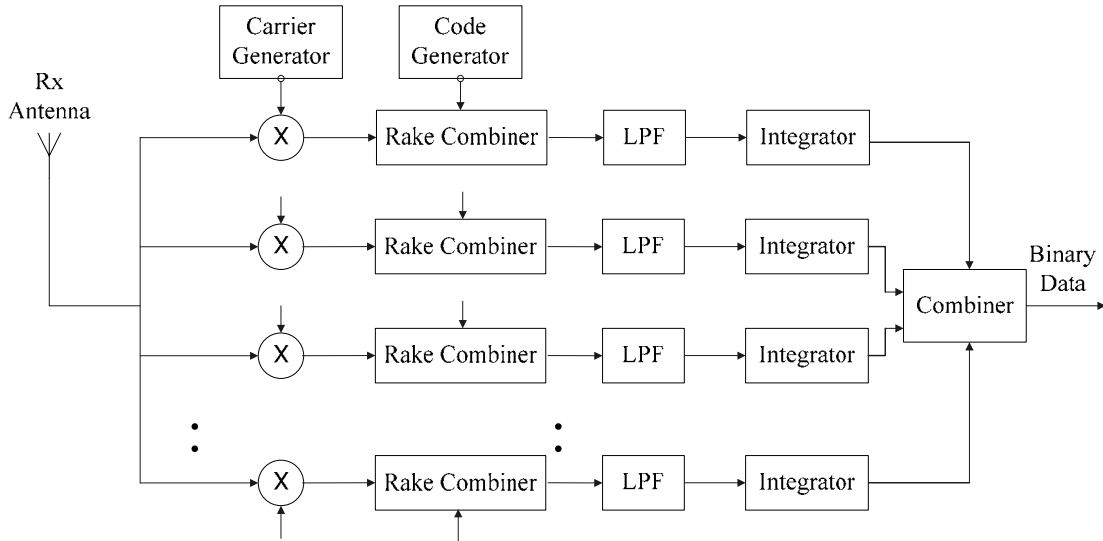 Carrier
Generator
Code
Generator
Rx
Antenna
X
Rake Combiner
LPF
Integrator
X
Rake Combiner
LPF
Integrator
Binary
Data
Combiner
X
Rake Combiner
LPF
Integrator
X
Rake Combiner
LPF
Integrator